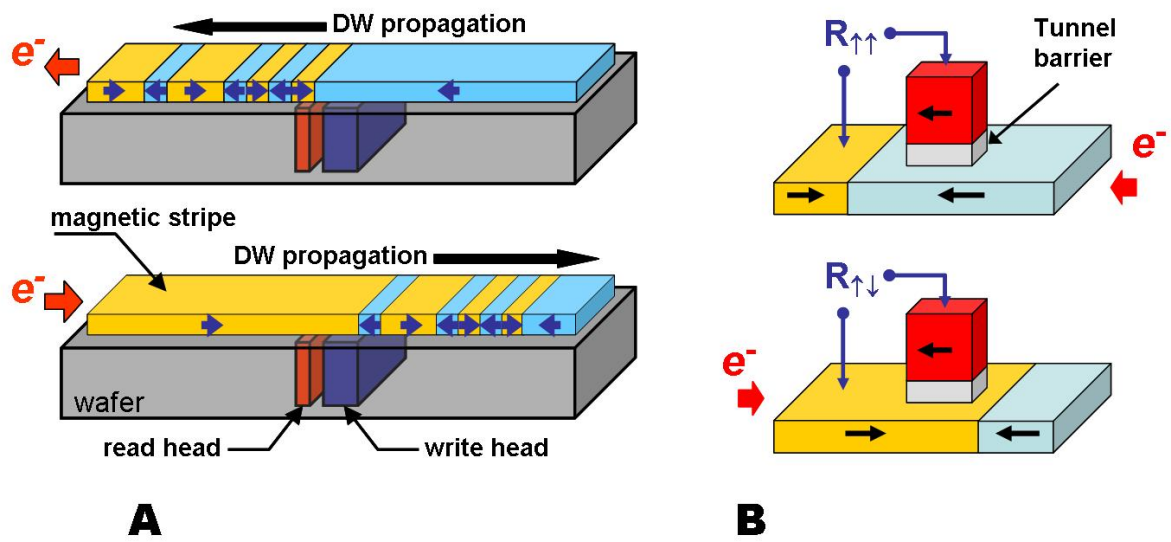 DW propagation
e-
magnetic stripe
DW propagation
e-
wafer
read head
write head
A
R↑↑
Tunnel
barrier
e-
R↑↓
e-
B